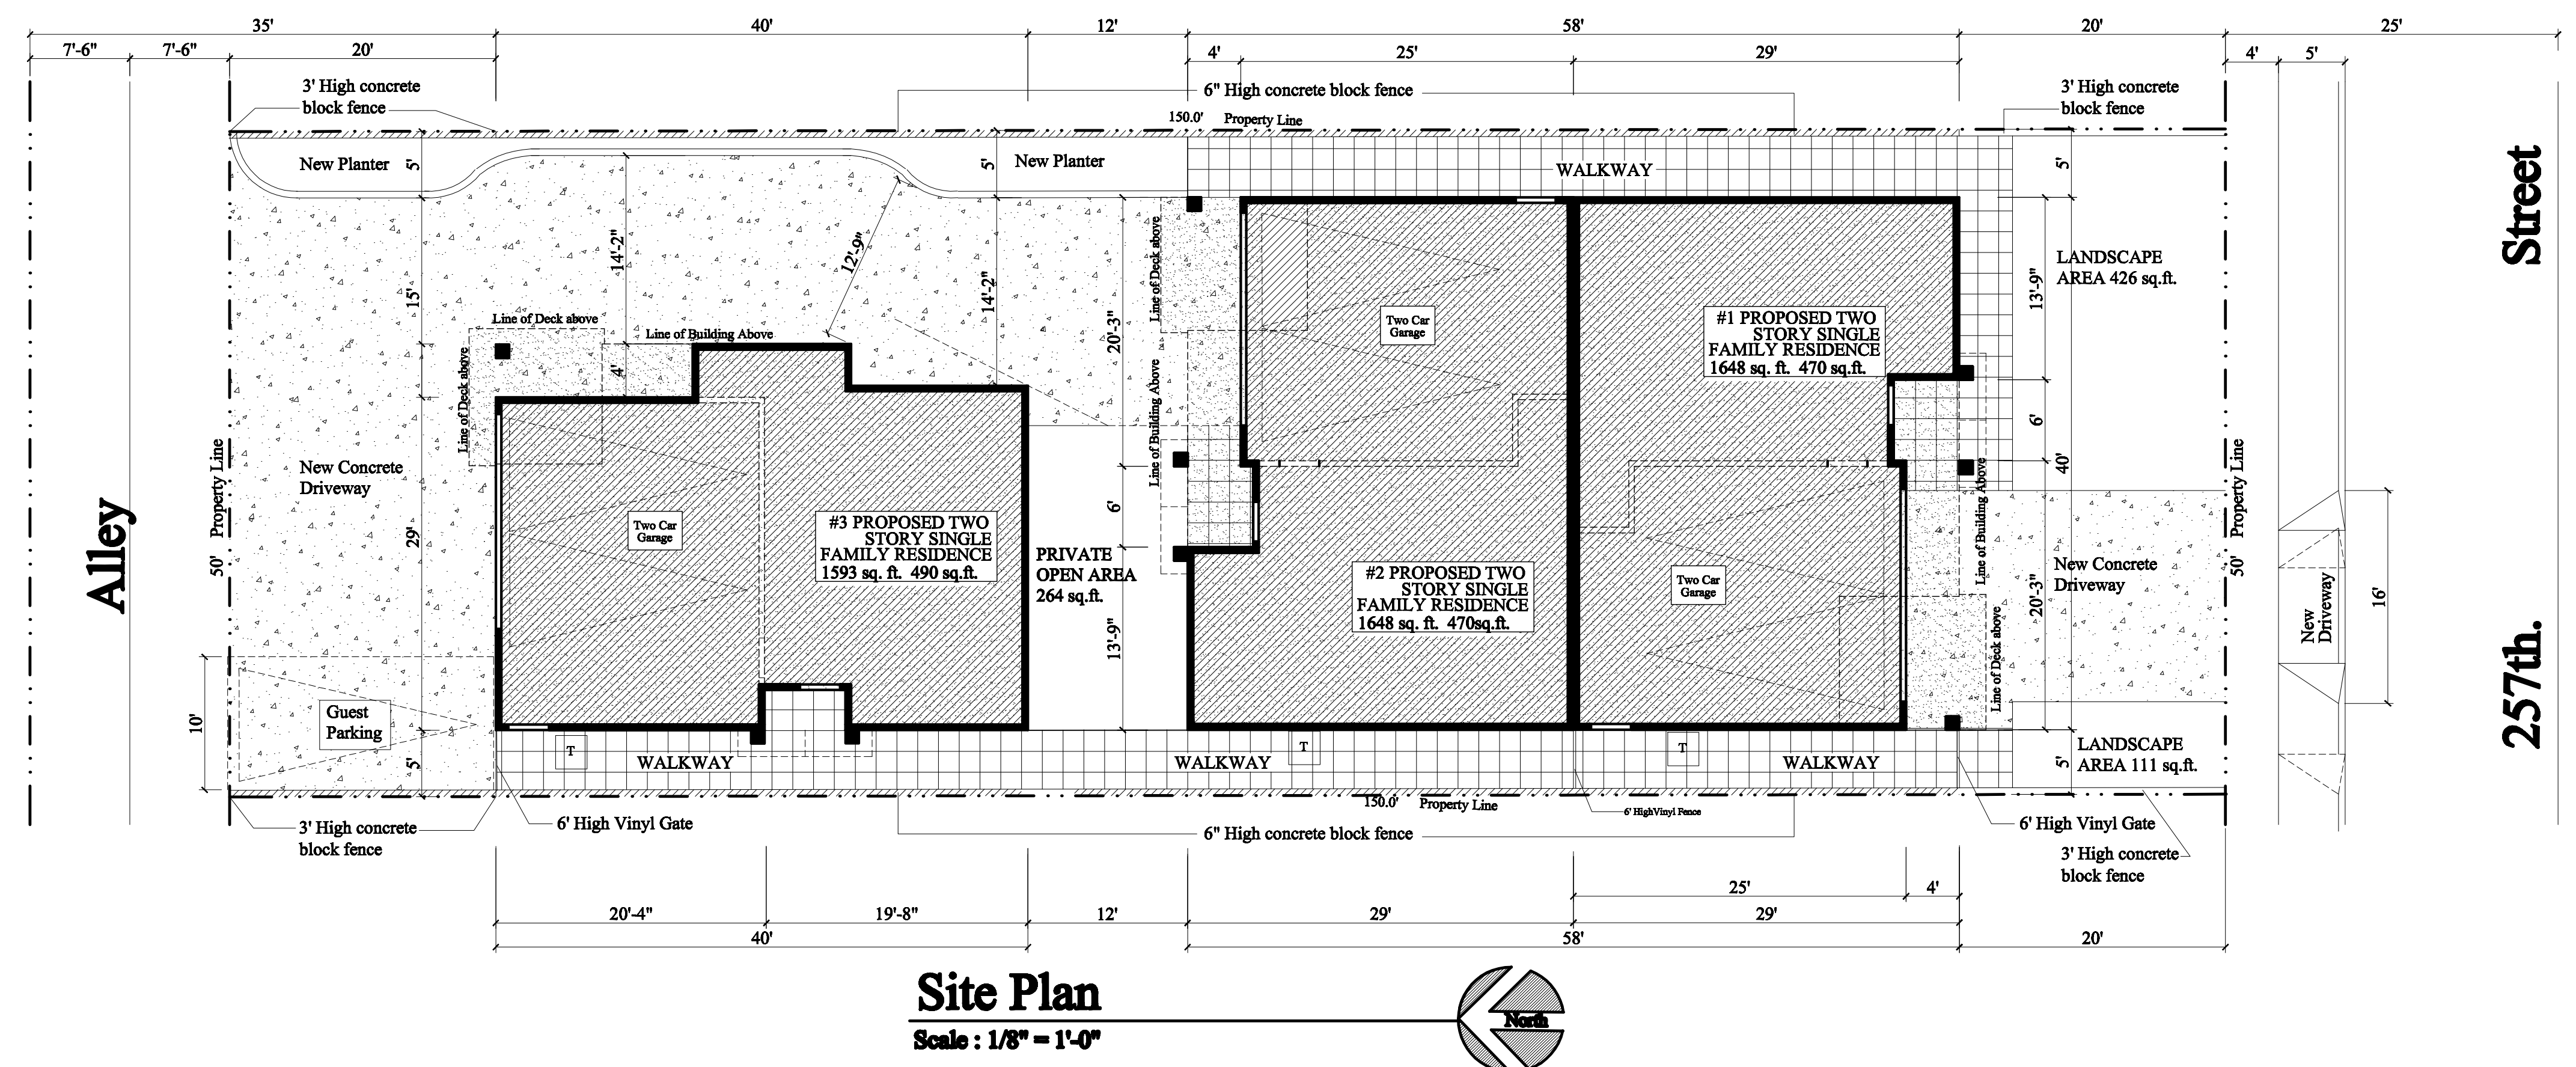 35'
40'
12'
58'
20'
25'
7'-6"
7'-6"
20'
4'
25'
29'
4'
5'
3' High concrete
block fence
6" High concrete block fence
3' High concrete
block fence
150.0'
Property Line
New Planter
5'
New Planter
5'
WALKWAY
5'
Street
14'-2"
12'-9"
15'
14'-2"
Line of Deck above
20'-3"
LANDSCAPE
AREA 426 sq.ft.
13'-9"
Line of Deck above
Line of Building Above
4'
Line of Deck above
Two Car
Garage
#1 PROPOSED TWO
STORY SINGLE
FAMILY RESIDENCE
1648 sq. ft. 470 sq.ft.
Line of Building Above
6'
40'
Property Line
50'
New Concrete
Driveway
29'
Alley
Two Car
Garage
#3 PROPOSED TWO
STORY SINGLE
FAMILY RESIDENCE
1593 sq. ft. 490 sq.ft.
PRIVATE
OPEN AREA
264 sq.ft.
6'
13'-9"
#2 PROPOSED TWO
STORY SINGLE
FAMILY RESIDENCE
1648 sq. ft. 470sq.ft.
Two Car
Garage
Line of Building Above
Line of Deck above
20'-3"
New Concrete
Driveway
Property Line
50'
New
Driveway
16'
257th.
10'
Guest
Parking
5'
T
WALKWAY
WALKWAY
T
T
WALKWAY
5'
LANDSCAPE
AREA 111 sq.ft.
150.0'
Property Line
3' High concrete
block fence
6' High Vinyl Gate
6" High concrete block fence
6' HighVinyl Fence
6' High Vinyl Gate
3' High concrete
block fence
25'
4'
20'-4"
19'-8"
12'
29'
29'
40'
58'
20'
Site Plan
Scale : 1/8" = 1'-0"
North